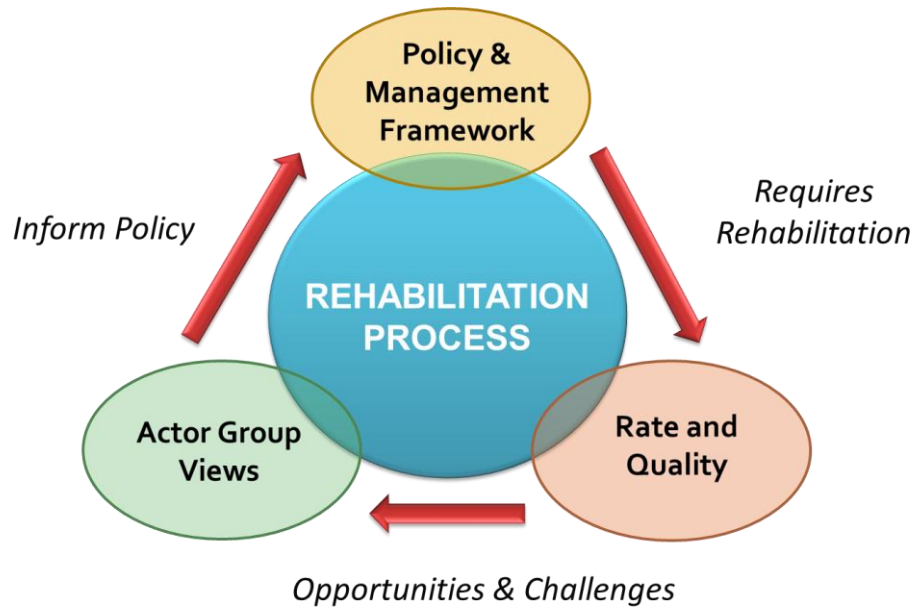 Policy &
Management
Framework
Inform Policy
Requires
Rehabilitation
REHABILITATION
PROCESS
Actor Group
Views
Rate and
Quality
Opportunities & Challenges